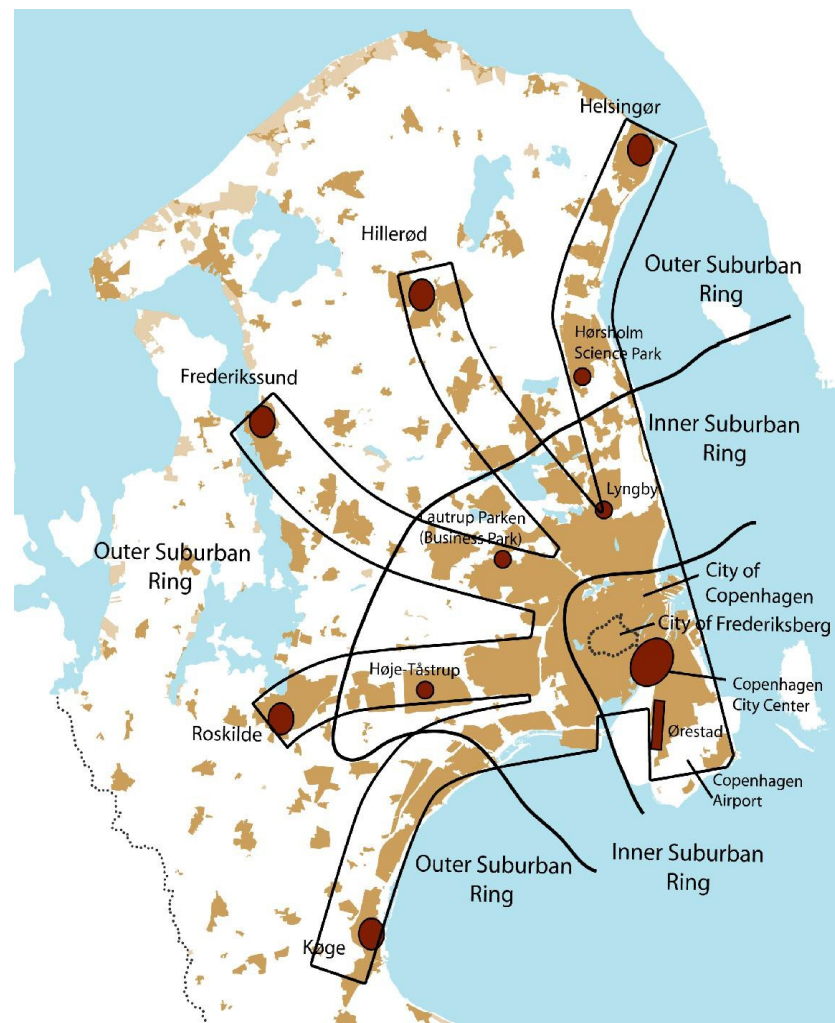 Helsingør
Hillerød
Outer Suburban
Ring
Hørsholm
Science Park
Frederikssund
Inner Suburban
Ring
Lyngby
Lautrup Parken
(Business Park)
Outer Suburban
Ring
City of
Copenhagen
City of Frederiksberg
Høje-Tåstrup
Copenhagen
City Center
Roskilde
Ørestad
Copenhagen
Airport
Outer Suburban
Ring
Inner Suburban
Ring
Køge